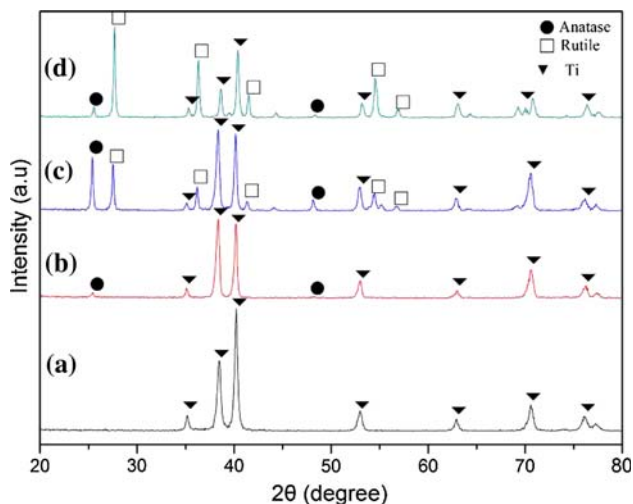 Anatase
Rutile
Ti
(d)
(c)
(b)
(a)
Intensity (a.u)
20 30 40 50 60 70 80
2θ (degree)